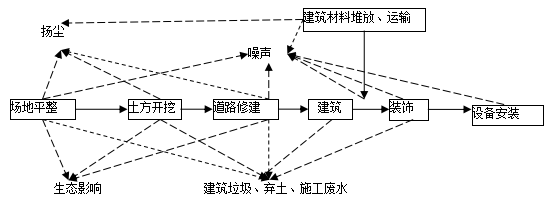 建筑材料堆放、运输
扬尘
噪声
场地平整
土方开挖
道路修建
建筑
装饰
设备安装
生态影响
建筑垃圾、弃土、施工废水